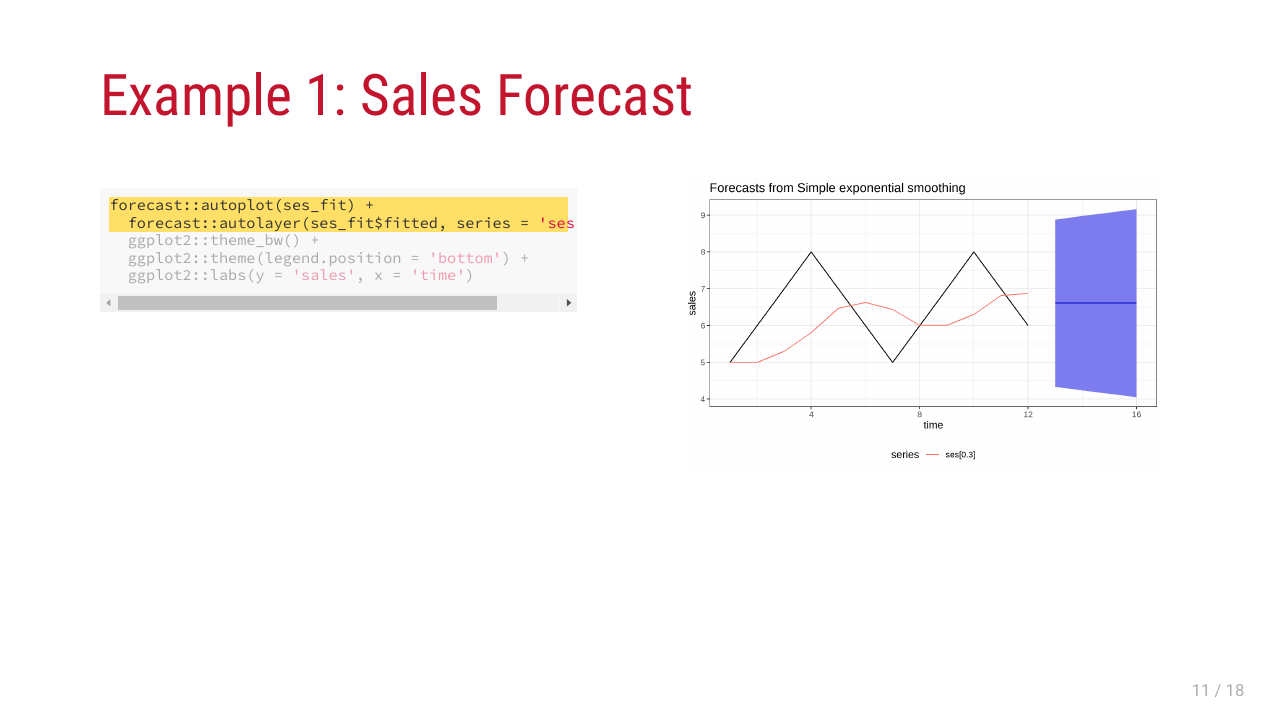 Example 1: Sales Forecast
forecast::autoplot(ses_fit) +
forecast::autolayer(ses_fit$fitted, series = 'ses
ggplot2::theme_bw() +
ggplot2::theme(legend.position = 'bottom') +
ggplot2::labs(y = 'sales', x = 'time')
Forecasts from Simple exponential smoothing
9
8
7
6
5
4
sales
4 8 12 16
time
series ses[0.3]
11 / 18